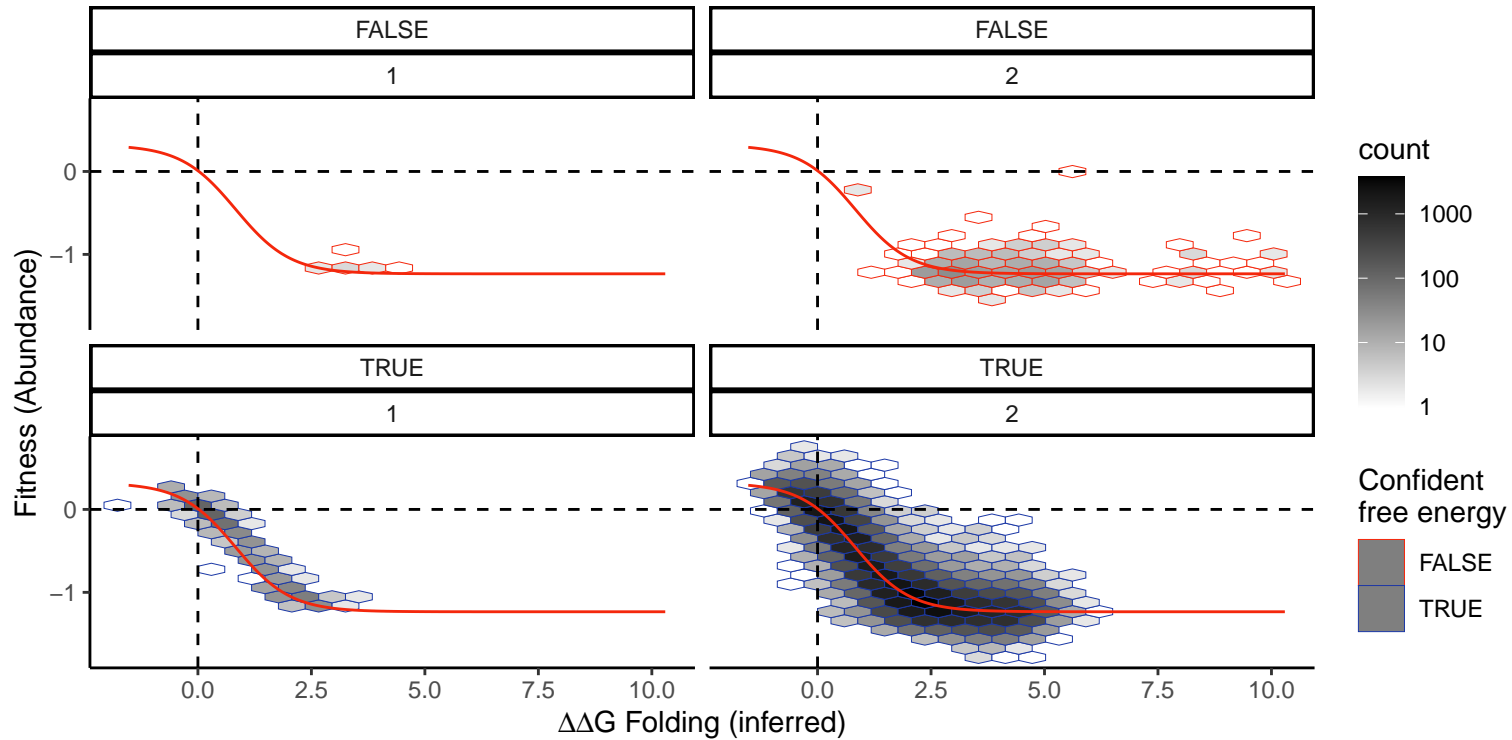 FALSE
FALSE
1
2
0
−1
TRUE
TRUE
1
2
0
−1
0.0
2.5
5.0
7.5
10.0
0.0
2.5
5.0
7.5
10.0
ΔΔG Folding (inferred)
Fitness (Abundance)
count
1000
100
10
1
Confident
free energy
FALSE
TRUE